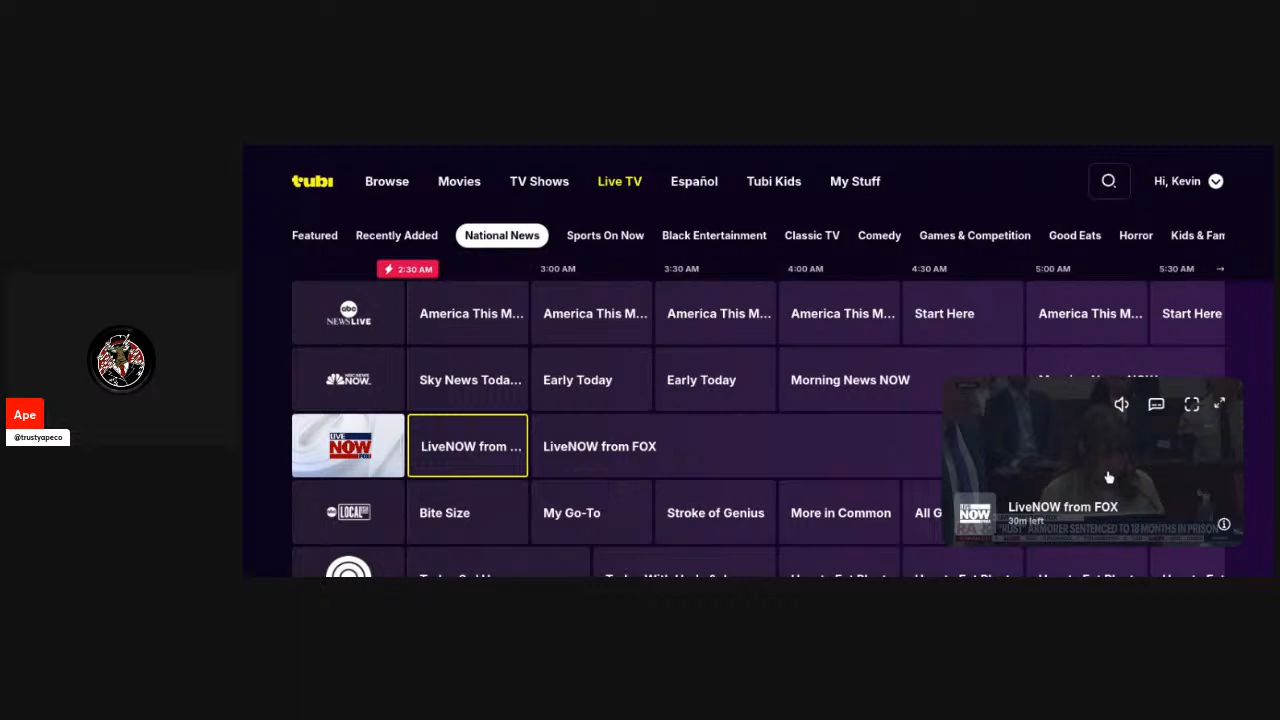 tubi Browse Movies TV Shows Live TV Español Tubi Kids My Stuff Hi, Kevin
Featured Recently Added National News Sports On Now Black Entertainment Classic TV Comedy Games & Competition Good Eats Horror Kids & Fam
2:30 AM 3:00 AM 3:30 AM 4:00 AM 4:30 AM 5:00 AM 5:30 AM →
abc NEWS LIVE America This M... America This M... America This M... America This M... Start Here America This M... Start Here
NBC NEWS NOW Sky News Toda... Early Today Early Today Morning News NOW
LIVE NOW FOX LiveNOW from ... LiveNOW from FOX
LiveNOW from FOX
30m left
"RUST" ARMORER SENTENCED TO 18 MONTHS IN PRISON
abc LOCALISH Bite Size My Go-To Stroke of Genius More in Common All G
Ape
@trustyapeco